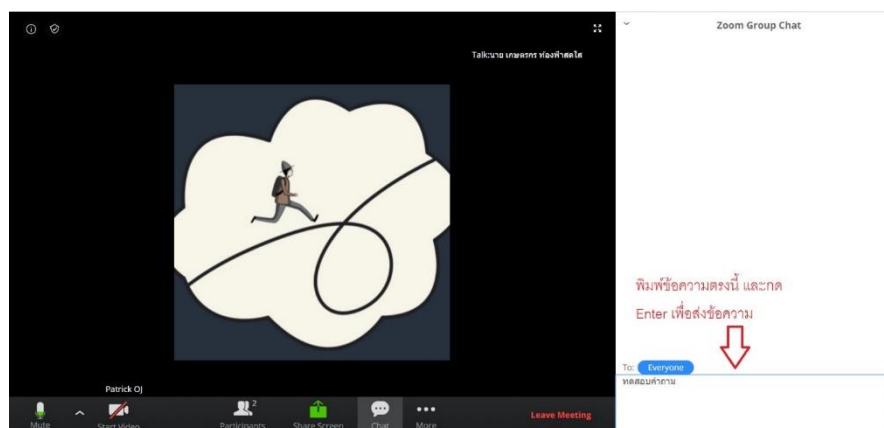 Zoom Group Chat
Talk:นาย เกษตรกร ท้องฟ้าสดใส
พิมพ์ข้อความตรงนี้ และกด
Enter เพื่อส่งข้อความ
To: Everyone
ทดสอบคำถาม
Patrick OJ
2
Mute
Start Video
Participants
Share Screen
Chat
More
Leave Meeting